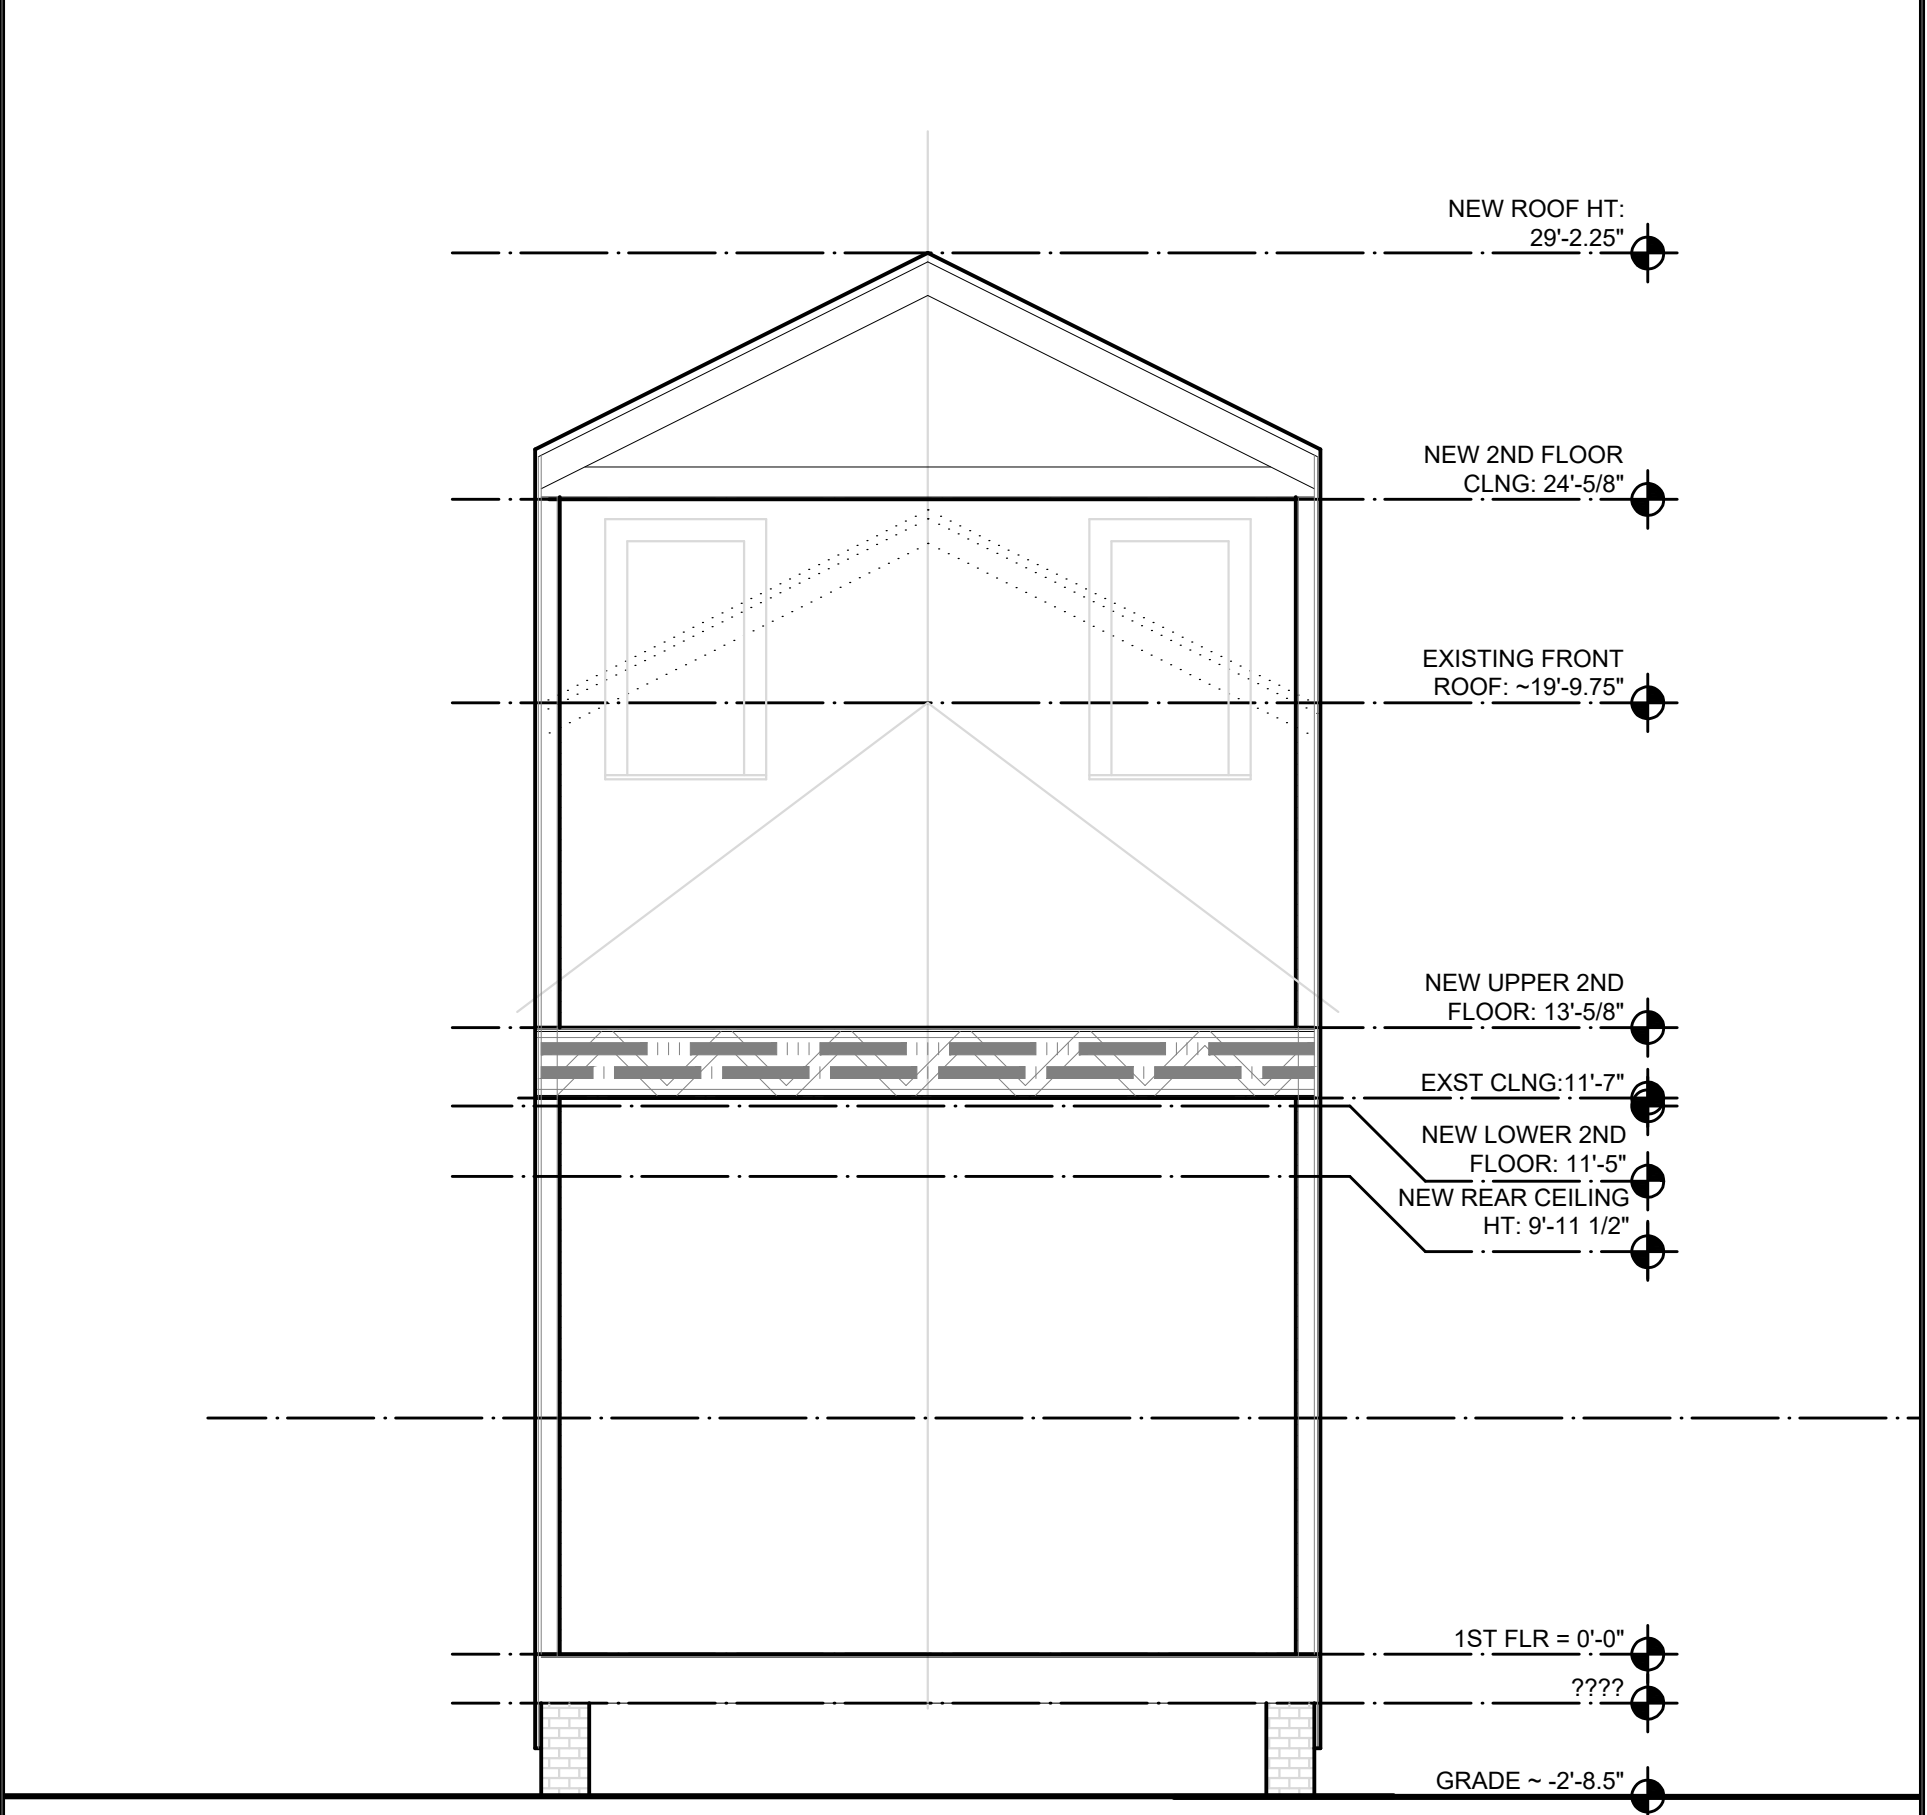 NEW ROOF HT:
29'-2.25"
NEW 2ND FLOOR
CLNG: 24'-5/8"
EXISTING FRONT
ROOF: ~19'-9.75"
NEW UPPER 2ND
FLOOR: 13'-5/8"
EXST CLNG:11'-7"
NEW LOWER 2ND
FLOOR: 11'-5"
NEW REAR CEILING
HT: 9'-11 1/2"
1ST FLR = 0'-0"
????
GRADE ~ -2'-8.5"